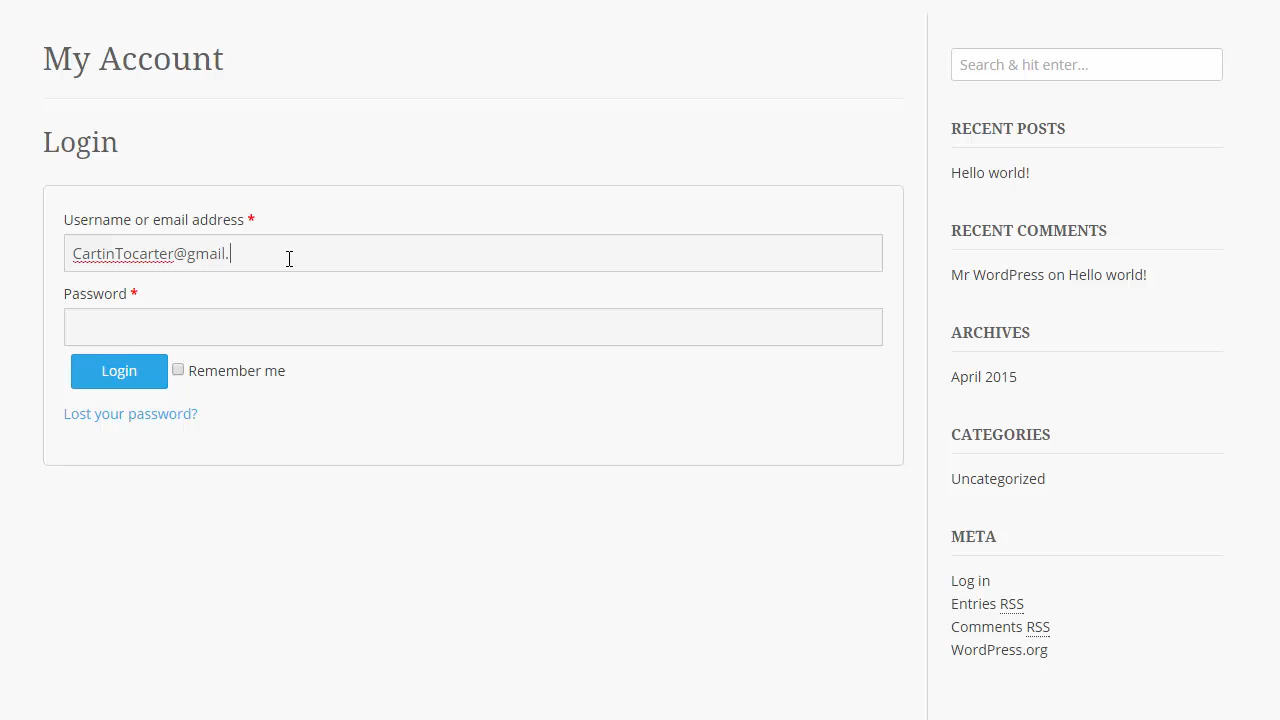 My Account
Login
Username or email address *
CartinTocarter@gmail.
Password *
Login
Remember me
Lost your password?
Search & hit enter...
RECENT POSTS
Hello world!
RECENT COMMENTS
Mr WordPress on Hello world!
ARCHIVES
April 2015
CATEGORIES
Uncategorized
META
Log in
Entries RSS
Comments RSS
WordPress.org